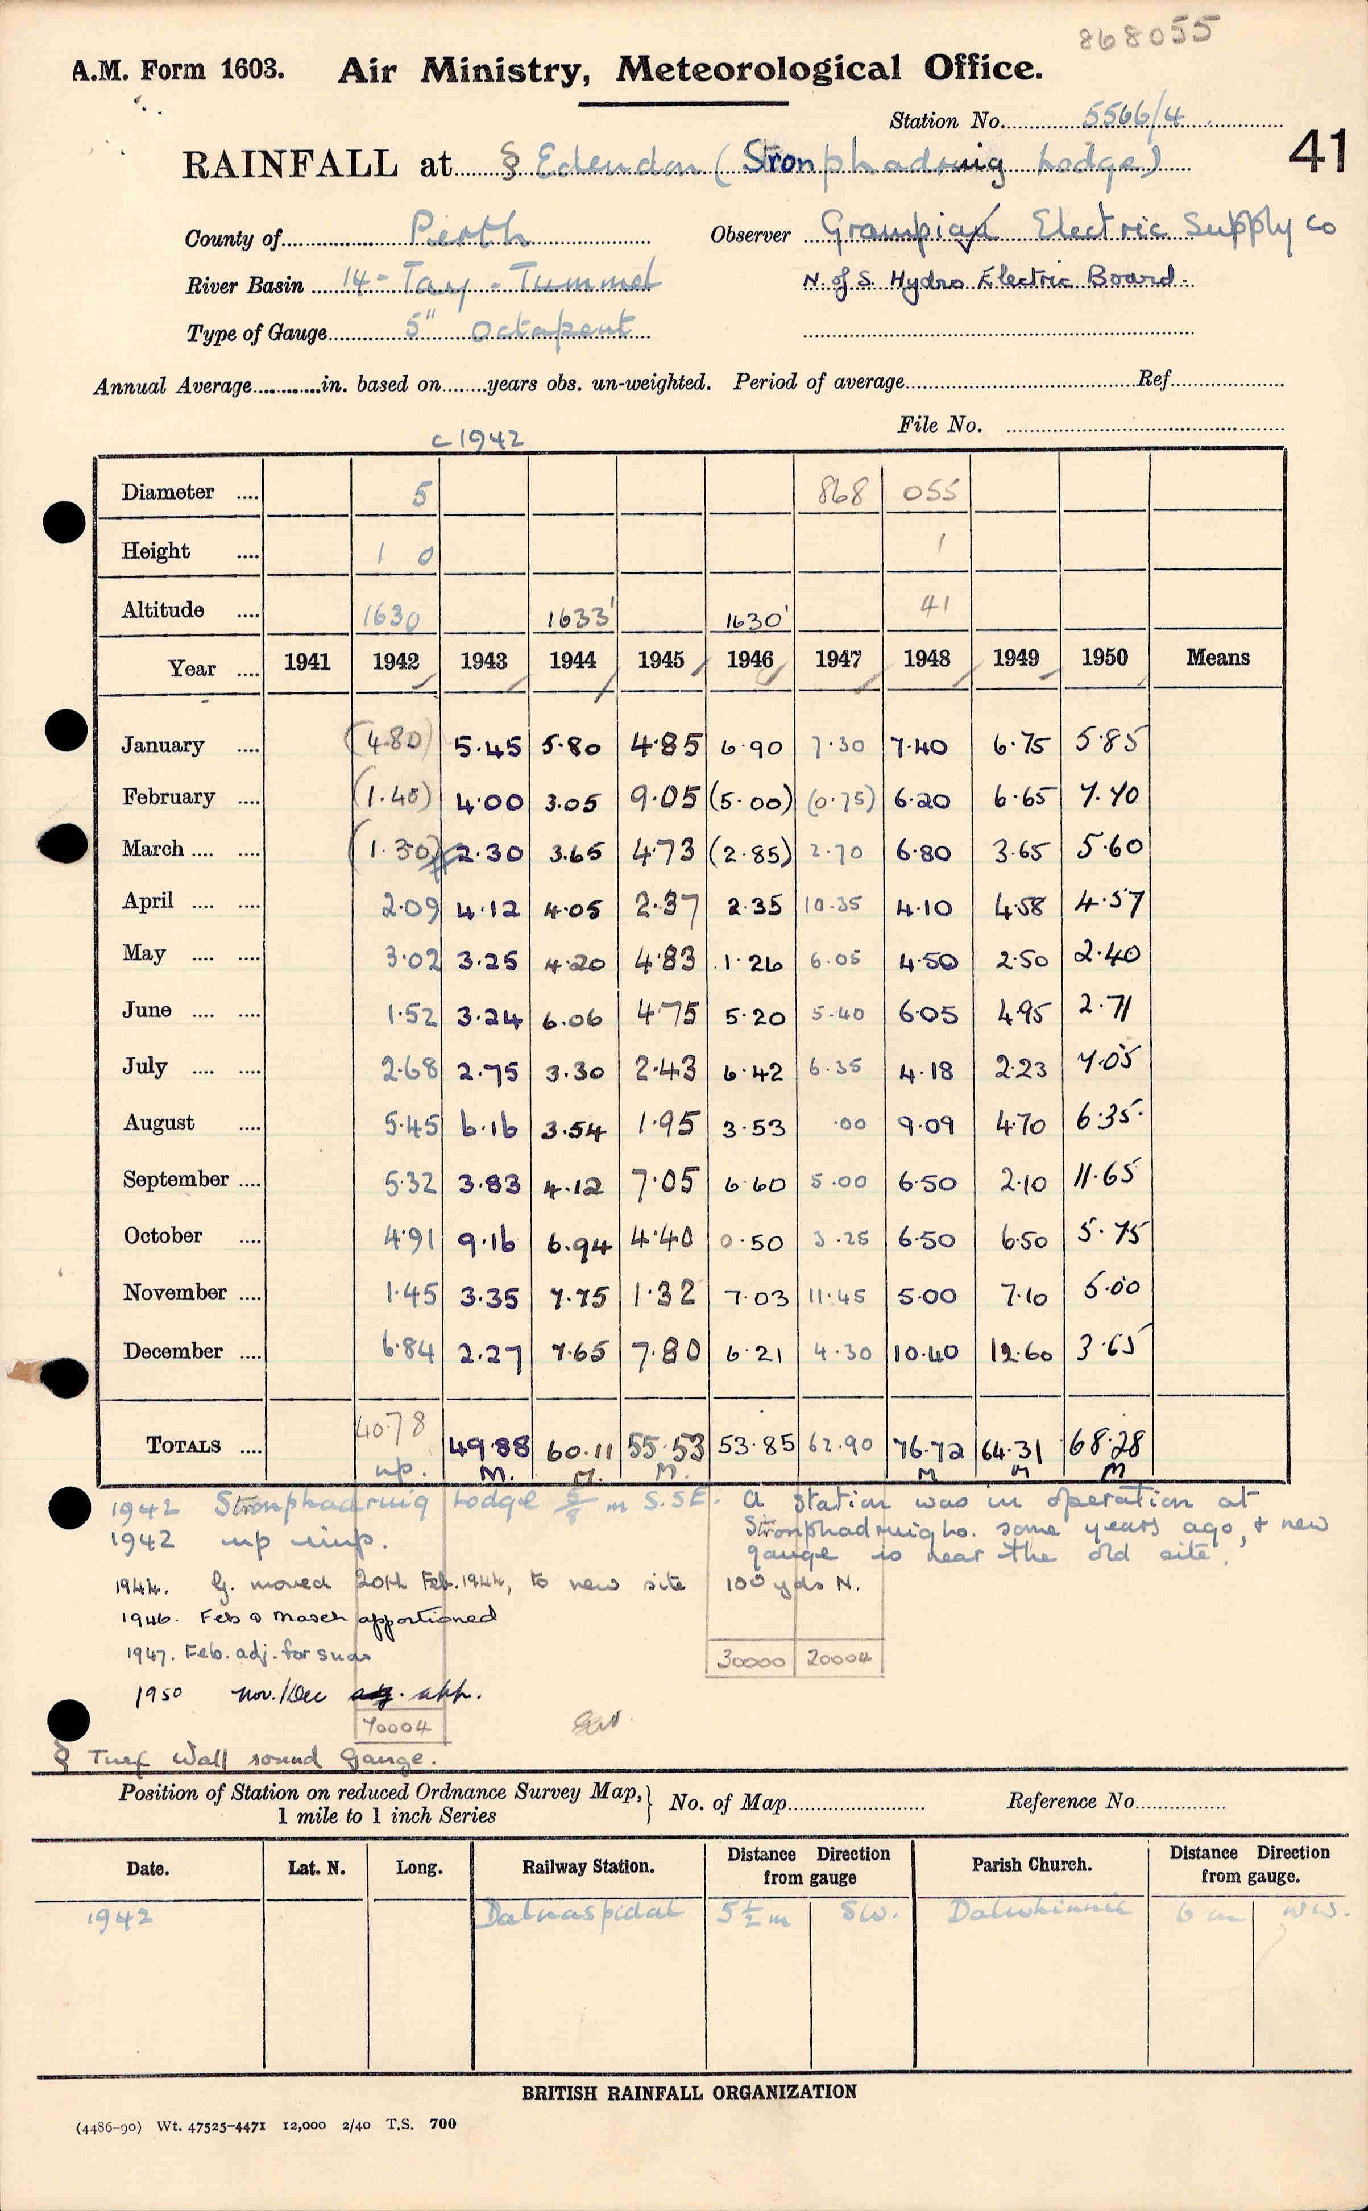 868055
A.M. Form 1603. Air Ministry, Meteorological Office.
Station No. 5566/4
41
RAINFALL at § Edendon (Stronphadruig Lodge)
County of Perth Observer Grampian Electric Supply Co
River Basin 14 - Tay - Tummel N. of S. Hydro Electric Board.
Type of Gauge 5" Octapent
Annual Average in. based on years obs. un-weighted. Period of average Ref
File No.
c 1942
Diameter .... 5 868 055
Height .... 1 0 1
Altitude .... 1630 1633' 1630' 41
Year .... 1941 1942 1943 1944 1945 1946 1947 1948 1949 1950 Means
January .... (4.80) 5.45 5.80 4.85 6.90 7.30 7.40 6.75 5.85
February .... (1.40) 4.00 3.05 9.05 (5.00) (0.75) 6.20 6.65 7.40
March .... .... (1.30) 2.30 3.65 4.73 (2.85) 2.70 6.80 3.65 5.60
April .... .... 2.09 4.12 4.05 2.37 2.35 10.35 4.10 4.58 4.57
May .... .... 3.02 3.25 4.20 4.83 1.26 6.05 4.50 2.50 2.40
June .... .... 1.52 3.24 6.06 4.75 5.20 5.40 6.05 4.95 2.71
July .... .... 2.68 2.75 3.30 2.43 6.42 6.35 4.18 2.23 7.05
August .... 5.45 6.16 3.54 1.95 3.53 .00 9.09 4.70 6.35
September .... 5.32 3.83 4.12 7.05 6.60 5.00 6.50 2.10 11.65
October .... 4.91 9.16 6.94 4.40 0.50 3.25 6.50 6.50 5.75
November .... 1.45 3.35 7.75 1.32 7.03 11.45 5.00 7.10 5.00
December .... 6.84 2.27 7.65 7.80 6.21 4.30 10.40 12.60 3.65
TOTALS .... 40.78 49.88 60.11 55.53 53.85 62.90 76.72 64.31 68.28
up. M. M. M. M M M
1942 Stronphadruig Lodge 5/8 m S.SE. A station was in operation at
Stronphadruig Lo. some years ago, & new
gauge is near the old site.
1942 up
1944. G. moved 20th Feb. 1944, to new site 100 yds N.
1946. Feb & March apportioned
1947. Feb. adj. for snow
1950 Nov./Dec app.
30000 20004
70004
§ Turf Wall round Gauge.
Position of Station on reduced Ordnance Survey Map, 1 mile to 1 inch Series No. of Map Reference No
Date. Lat. N. Long. Railway Station. Distance Direction from gauge Parish Church. Distance Direction from gauge.
1942 Dalnaspidal 5½ m SW. Dalwhinnie 6 m
BRITISH RAINFALL ORGANIZATION
(4486-90) Wt. 47525-4471 12,000 2/40 T.S. 700